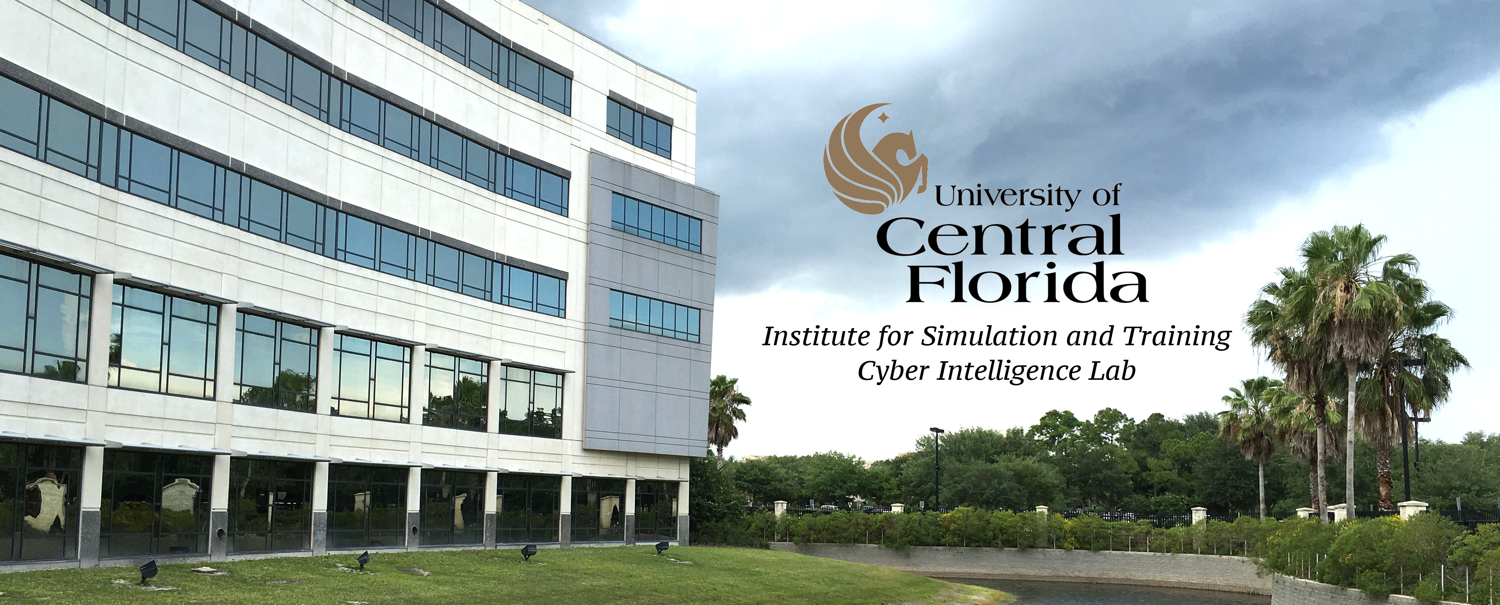 University of
Central
Florida
Institute for Simulation and Training
Cyber Intelligence Lab